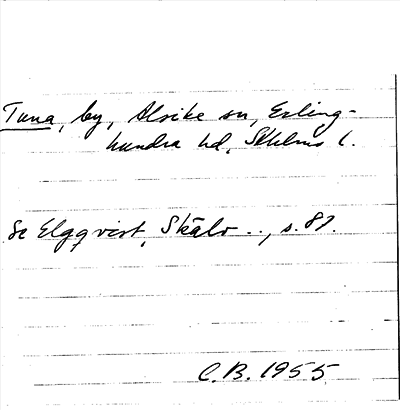 Tuna, by, Alsike sn, Erling-
hundra hd, Sthlms l.
Se Elgqvist, Skälv .., s. 87.
C.B. 1955